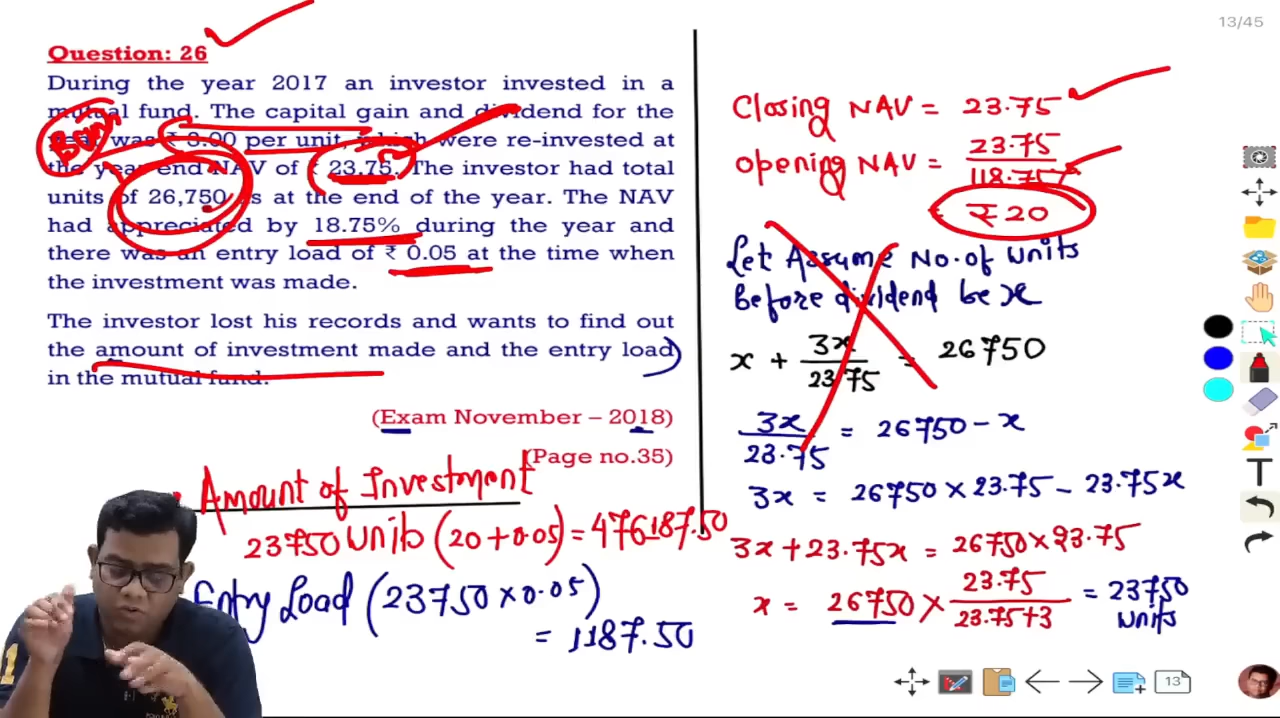 13/45
Question: 26
During the year 2017 an investor invested in a
mutual fund. The capital gain and dividend for the
year was ₹ 3.00 per unit, which were re-invested at
the year end NAV of ₹ 23.75. The investor had total
units of 26,750 as at the end of the year. The NAV
had appreciated by 18.75% during the year and
there was an entry load of ₹ 0.05 at the time when
the investment was made.
The investor lost his records and wants to find out
the amount of investment made and the entry load
in the mutual fund.
(Exam November – 2018)
(Page no.35)
Amount of Investment
23750 Units (20+0.05) = 476187.50
Entry Load (23750 × 0.05)
= 1187.50
Closing NAV = 23.75
Opening NAV = 23.75
118.75%
= ₹20
Let Assume No. of Units
Before dividend be x
x + 3x/23.75 = 26750
3x/23.75 = 26750 - x
3x = 26750 × 23.75 - 23.75x
3x + 23.75x = 26750 × 23.75
x = 26750 × 23.75/23.75+3 = 23750
Units
T
13
1